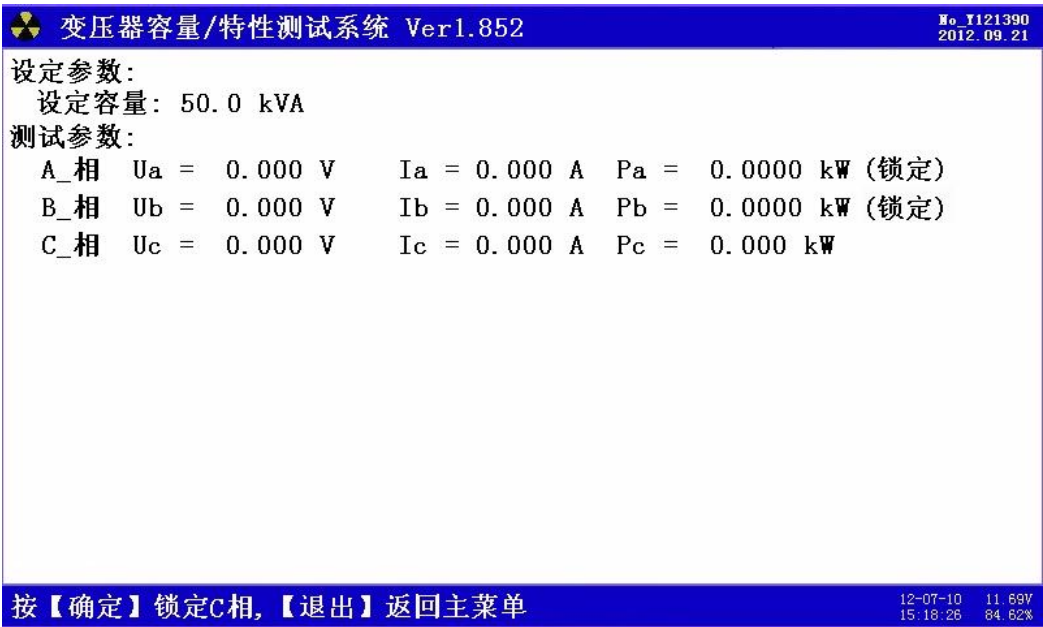 变压器容量/特性测试系统 Ver1.852
No_Y121390
2012.09.21
设定参数:
设定容量: 50.0 kVA
测试参数:
A_相 Ua = 0.000 V Ia = 0.000 A Pa = 0.0000 kW (锁定)
B_相 Ub = 0.000 V Ib = 0.000 A Pb = 0.0000 kW (锁定)
C_相 Uc = 0.000 V Ic = 0.000 A Pc = 0.000 kW
按【确定】锁定C相,【退出】返回主菜单
12-07-10 11.69V
15:18:26 84.62%